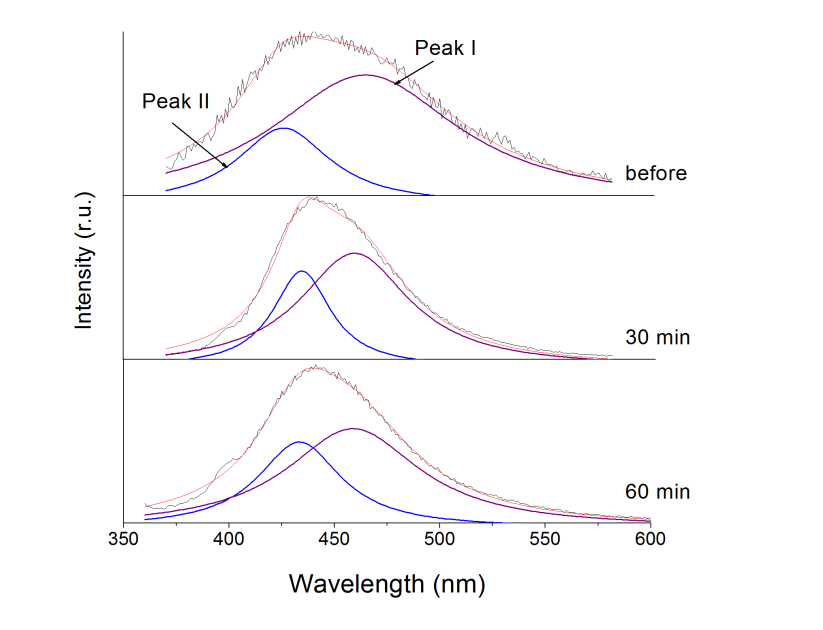 Peak I
Peak II
before
30 min
60 min
Intensity (r.u.)
350 400 450 500 550 600
Wavelength (nm)